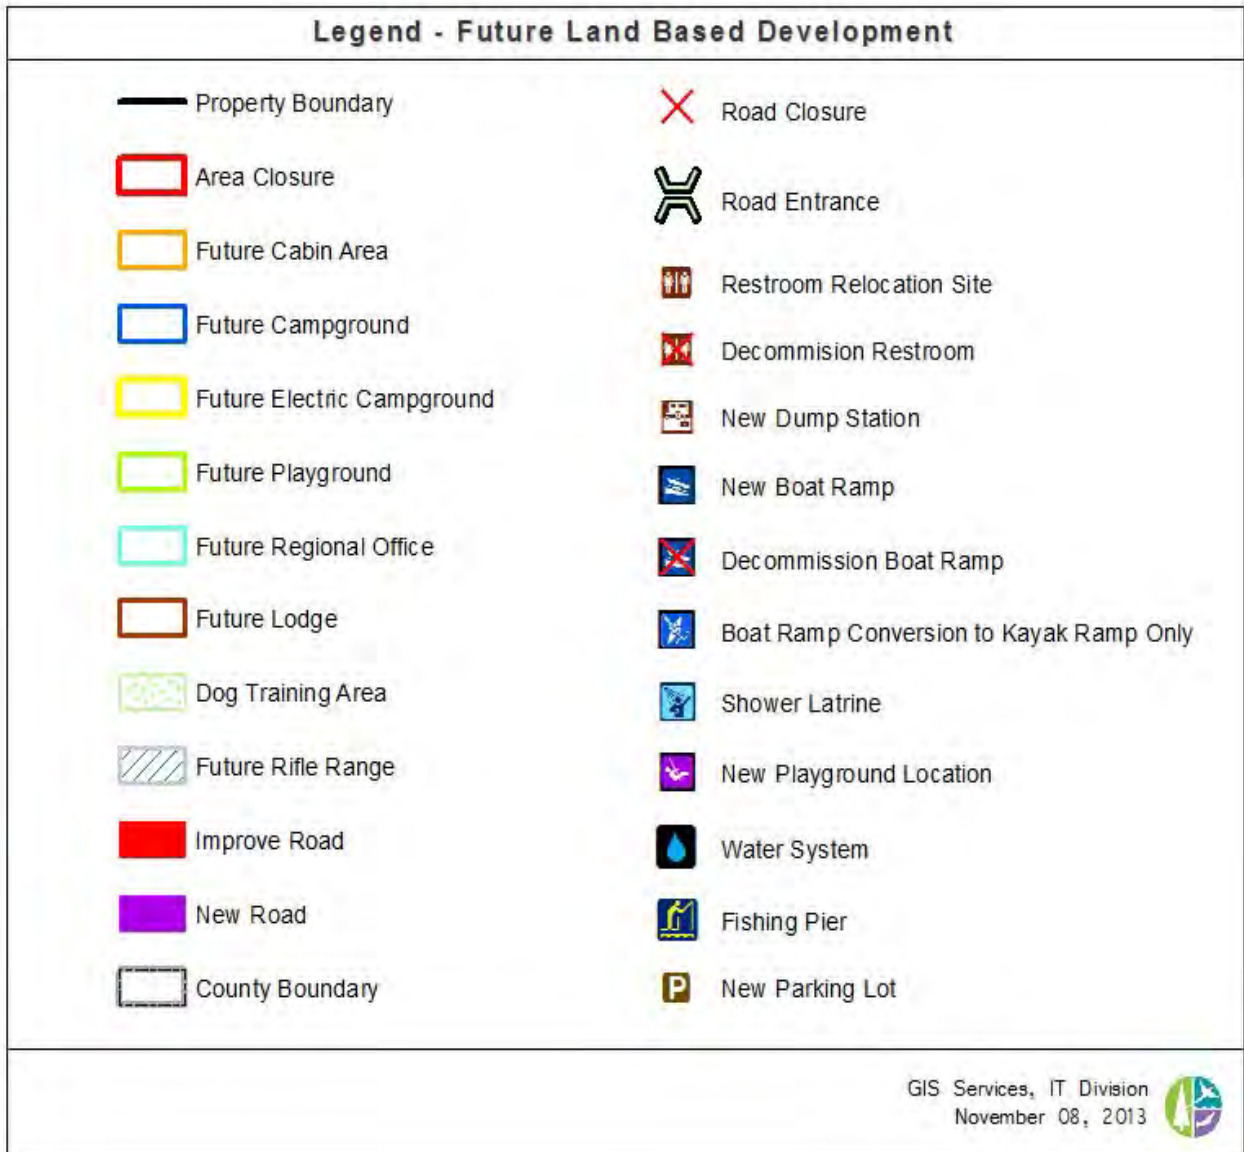 Legend - Future Land Based Development
Property Boundary
Area Closure
Future Cabin Area
Future Campground
Future Electric Campground
Future Playground
Future Regional Office
Future Lodge
Dog Training Area
Future Rifle Range
Improve Road
New Road
County Boundary
Road Closure
Road Entrance
Restroom Relocation Site
Decommision Restroom
New Dump Station
New Boat Ramp
Decommission Boat Ramp
Boat Ramp Conversion to Kayak Ramp Only
Shower Latrine
New Playground Location
Water System
Fishing Pier
P New Parking Lot
GIS Services, IT Division
November 08, 2013